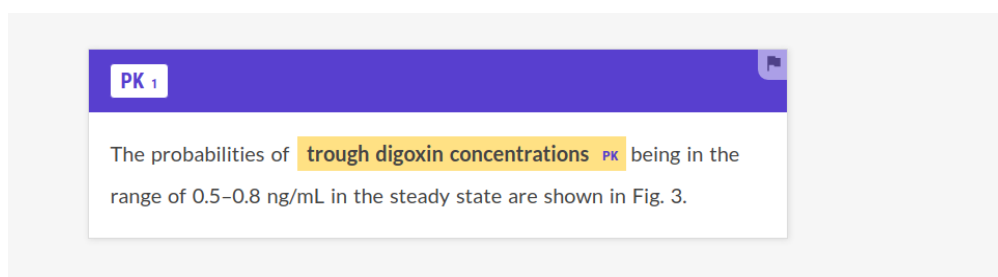 PK 1
The probabilities of trough digoxin concentrations PK being in the
range of 0.5–0.8 ng/mL in the steady state are shown in Fig. 3.